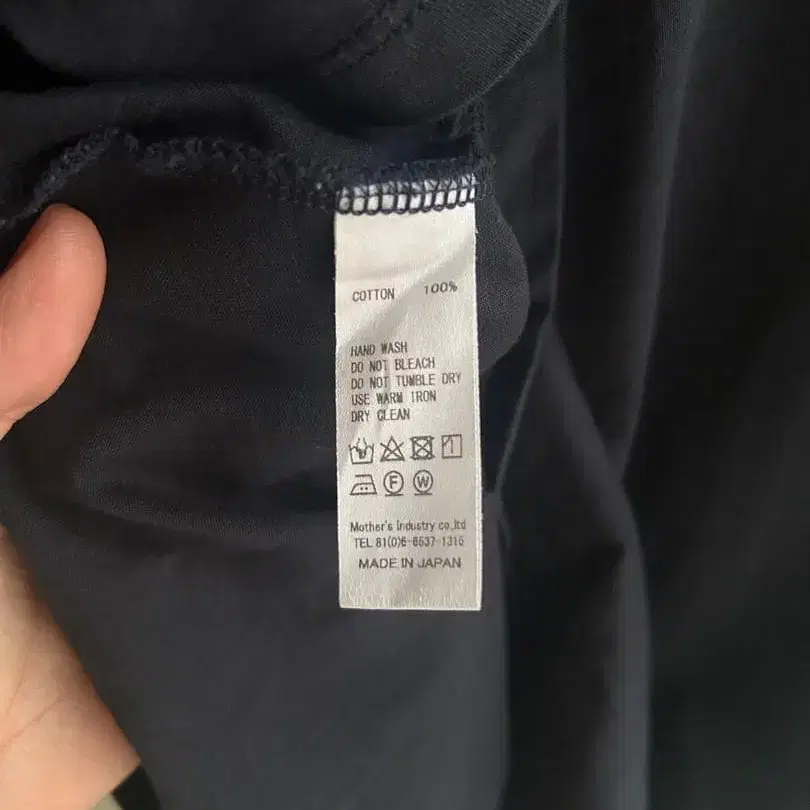 COTTON 100%
HAND WASH
DO NOT BLEACH
DO NOT TUMBLE DRY
USE WARM IRON
DRY CLEAN
F W
Mother's Industry co.,ltd
TEL 81(0)6-6537-1315
MADE IN JAPAN